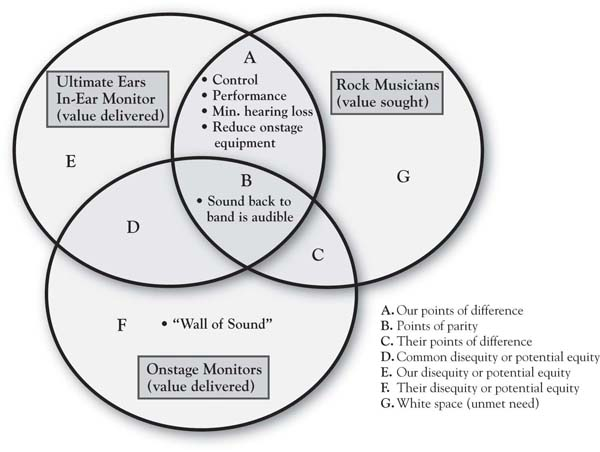 A
• Control
• Performance
• Min. hearing loss
• Reduce onstage
equipment
Ultimate Ears
In-Ear Monitor
(value delivered)
Rock Musicians
(value sought)
E
G
B
• Sound back to
band is audible
D
C
F
• “Wall of Sound”
Onstage Monitors
(value delivered)
A. Our points of difference
B. Points of parity
C. Their points of difference
D. Common disequity or potential equity
E. Our disequity or potential equity
F. Their disequity or potential equity
G. White space (unmet need)